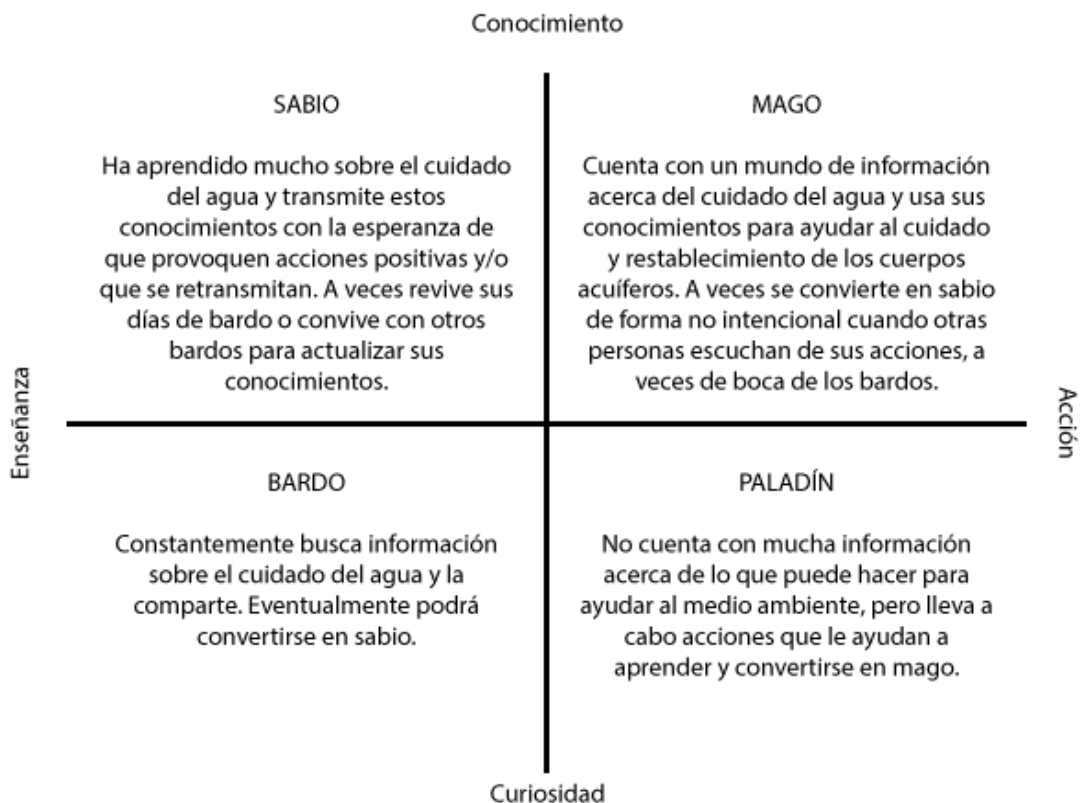 Conocimiento
SABIO
Ha aprendido mucho sobre el cuidado
del agua y transmite estos
conocimientos con la esperanza de
que provoquen acciones positivas y/o
que se retransmitan. A veces revive sus
días de bardo o convive con otros
bardos para actualizar sus
conocimientos.
MAGO
Cuenta con un mundo de información
acerca del cuidado del agua y usa sus
conocimientos para ayudar al cuidado
y restablecimiento de los cuerpos
acuíferos. A veces se convierte en sabio
de forma no intencional cuando otras
personas escuchan de sus acciones, a
veces de boca de los bardos.
Enseñanza
Acción
BARDO
Constantemente busca información
sobre el cuidado del agua y la
comparte. Eventualmente podrá
convertirse en sabio.
PALADÍN
No cuenta con mucha información
acerca de lo que puede hacer para
ayudar al medio ambiente, pero lleva a
cabo acciones que le ayudan a
aprender y convertirse en mago.
Curiosidad